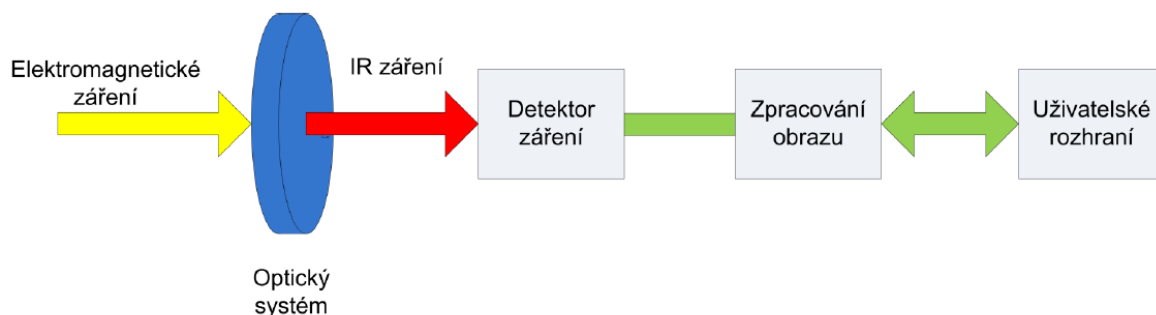 Elektromagnetické
záření
IR záření
Optický
systém
Detektor
záření
Zpracování
obrazu
Uživatelské
rozhraní